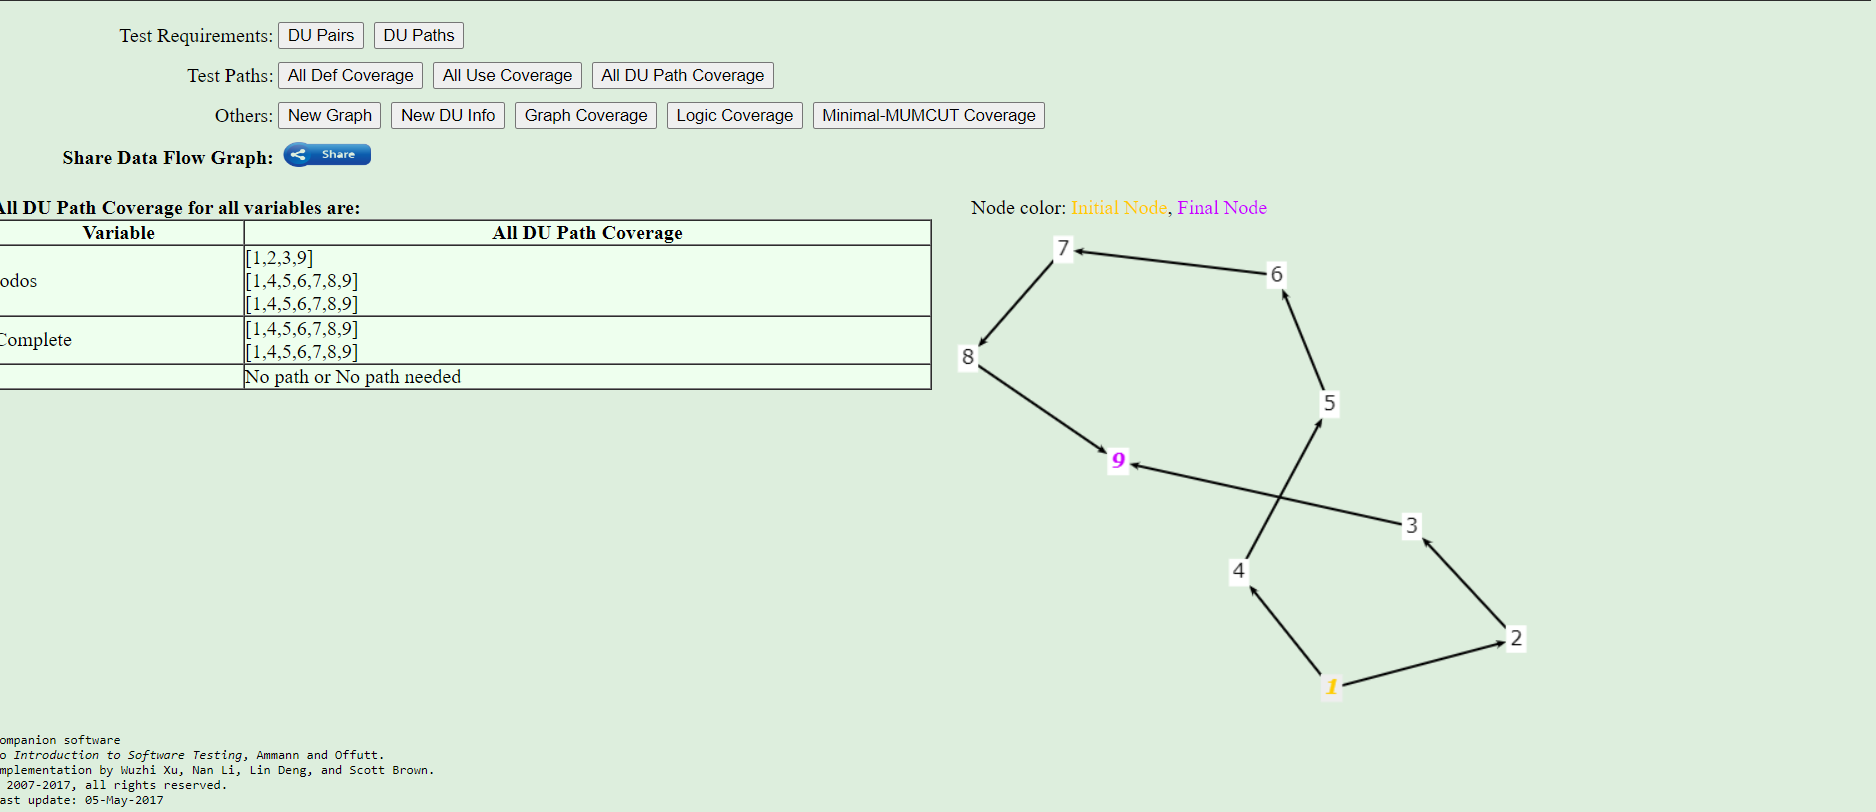 Test Requirements: DU Pairs DU Paths
Test Paths: All Def Coverage All Use Coverage All DU Path Coverage
Others: New Graph New DU Info Graph Coverage Logic Coverage Minimal-MUMCUT Coverage
Share Data Flow Graph: Share
All DU Path Coverage for all variables are:
Variable All DU Path Coverage
odos
[1,2,3,9]
[1,4,5,6,7,8,9]
[1,4,5,6,7,8,9]
Complete
[1,4,5,6,7,8,9]
[1,4,5,6,7,8,9]
No path or No path needed
Node color: Initial Node, Final Node
7
6
8
5
9
3
4
2
1
ompanion software
o Introduction to Software Testing, Ammann and Offutt.
mplementation by Wuzhi Xu, Nan Li, Lin Deng, and Scott Brown.
2007-2017, all rights reserved.
ast update: 05-May-2017